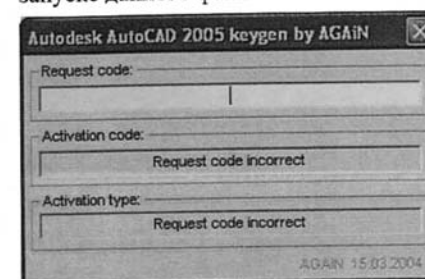 запуске
Autodesk AutoCAD 2005 keygen by AGAiN
Request code:
Activation code:
Request code incorrect
Activation type:
Request code incorrect
AGAiN 15.03.2004